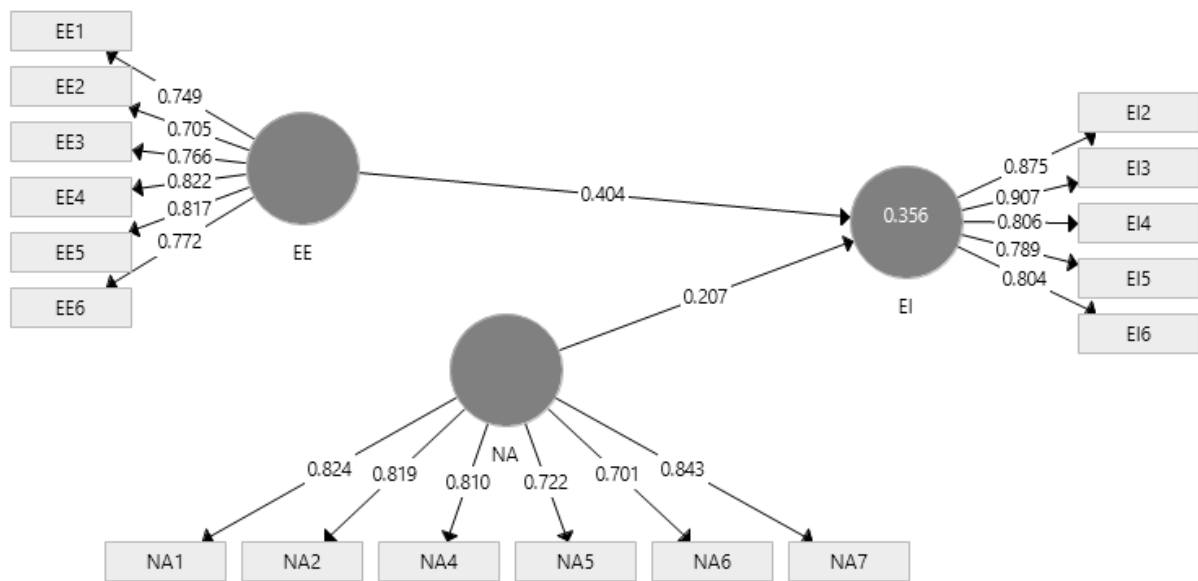 EE1
EE2
EE3
EE4
EE5
EE6
0.749
0.705
0.766
0.822
0.817
0.772
EE
0.404
0.207
0.356
EI
0.875
0.907
0.806
0.789
0.804
EI2
EI3
EI4
EI5
EI6
NA
0.824
0.819
0.810
0.722
0.701
0.843
NA1
NA2
NA4
NA5
NA6
NA7